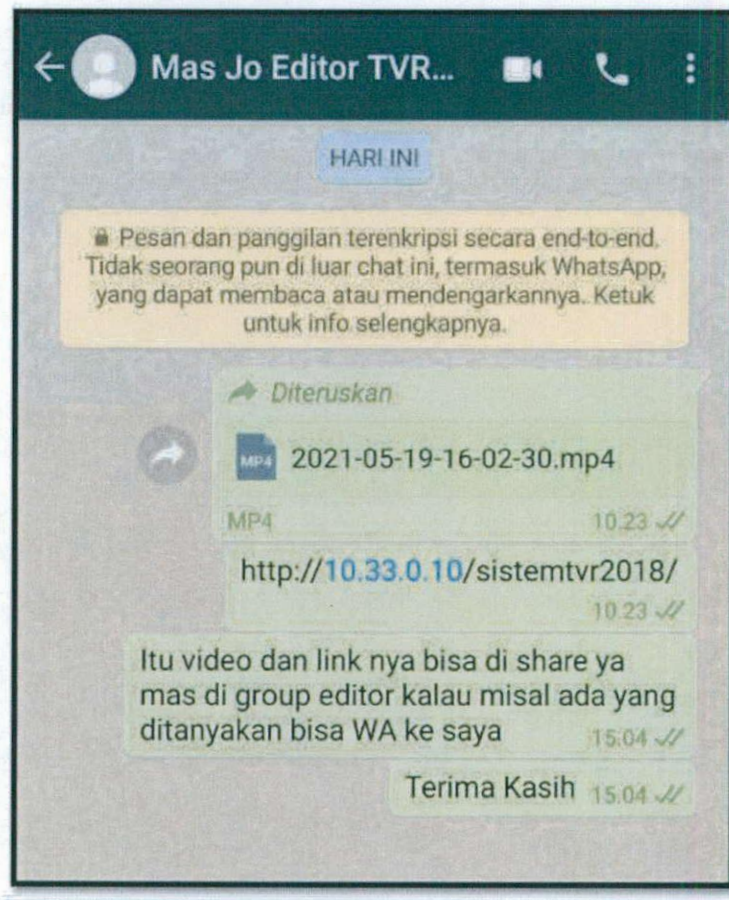 Mas Jo Editor TVR...
HARI INI
Pesan dan panggilan terenkripsi secara end-to-end.
Tidak seorang pun di luar chat ini, termasuk WhatsApp,
yang dapat membaca atau mendengarkannya. Ketuk
untuk info selengkapnya.
Diteruskan
MP4 2021-05-19-16-02-30.mp4
MP4 10.23
http://10.33.0.10/sistemtvr2018/
10.23
Itu video dan link nya bisa di share ya
mas di group editor kalau misal ada yang
ditanyakan bisa WA ke saya 15.04
Terima Kasih 15.04